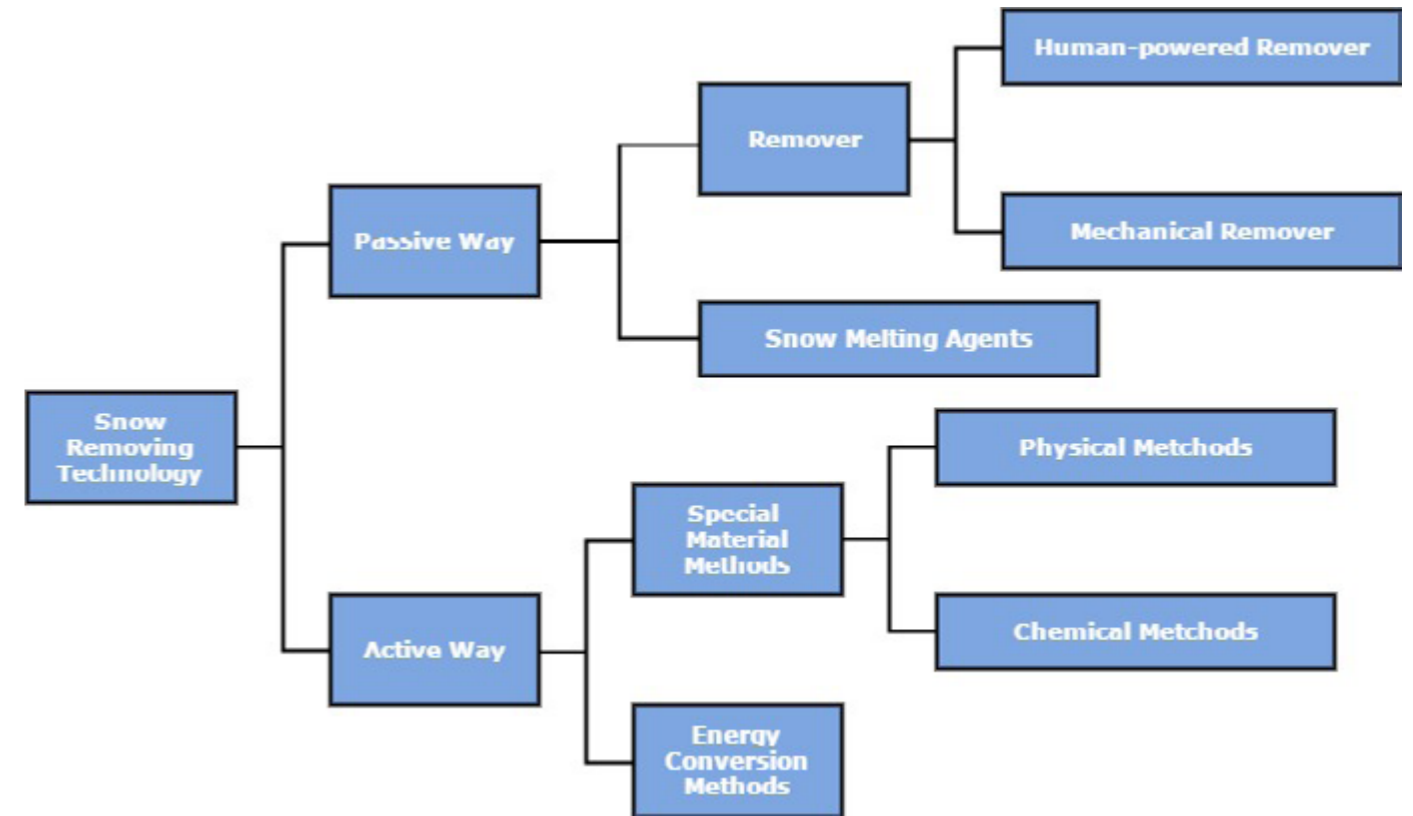 Human-powered Remover
Remover
Mechanical Remover
Passive Way
Snow Melting Agents
Snow
Removing
Technology
Physical Metchods
Special
Material
Methods
Chemical Metchods
Active Way
Energy
Conversion
Methods